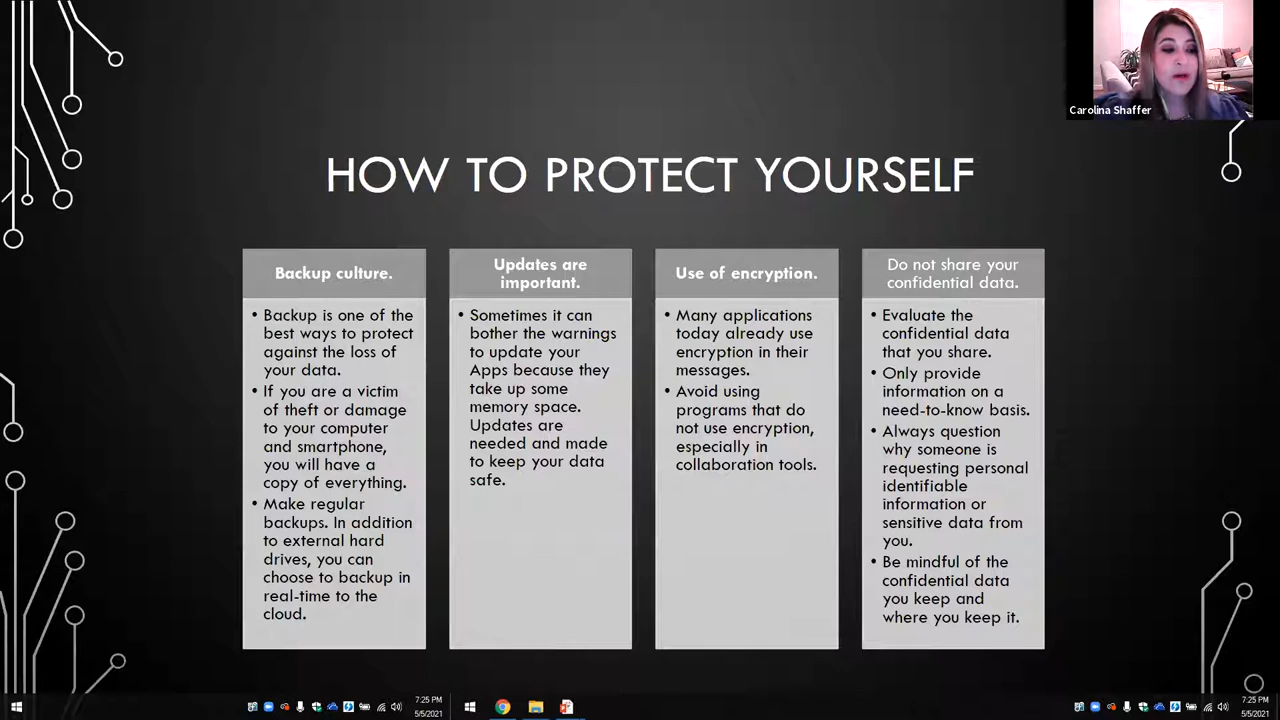 Carolina Shaffer
HOW TO PROTECT YOURSELF
Backup culture.
• Backup is one of the
best ways to protect
against the loss of
your data.
• If you are a victim
of theft or damage
to your computer
and smartphone,
you will have a
copy of everything.
• Make regular
backups. In addition
to external hard
drives, you can
choose to backup in
real-time to the
cloud.
Updates are
important.
• Sometimes it can
bother the warnings
to update your
Apps because they
take up some
memory space.
Updates are
needed and made
to keep your data
safe.
Use of encryption.
• Many applications
today already use
encryption in their
messages.
• Avoid using
programs that do
not use encryption,
especially in
collaboration tools.
Do not share your
confidential data.
• Evaluate the
confidential data
that you share.
• Only provide
information on a
need-to-know basis.
• Always question
why someone is
requesting personal
identifiable
information or
sensitive data from
you.
• Be mindful of the
confidential data
you keep and
where you keep it.
7:25 PM
5/5/2021
7:25 PM
5/5/2021